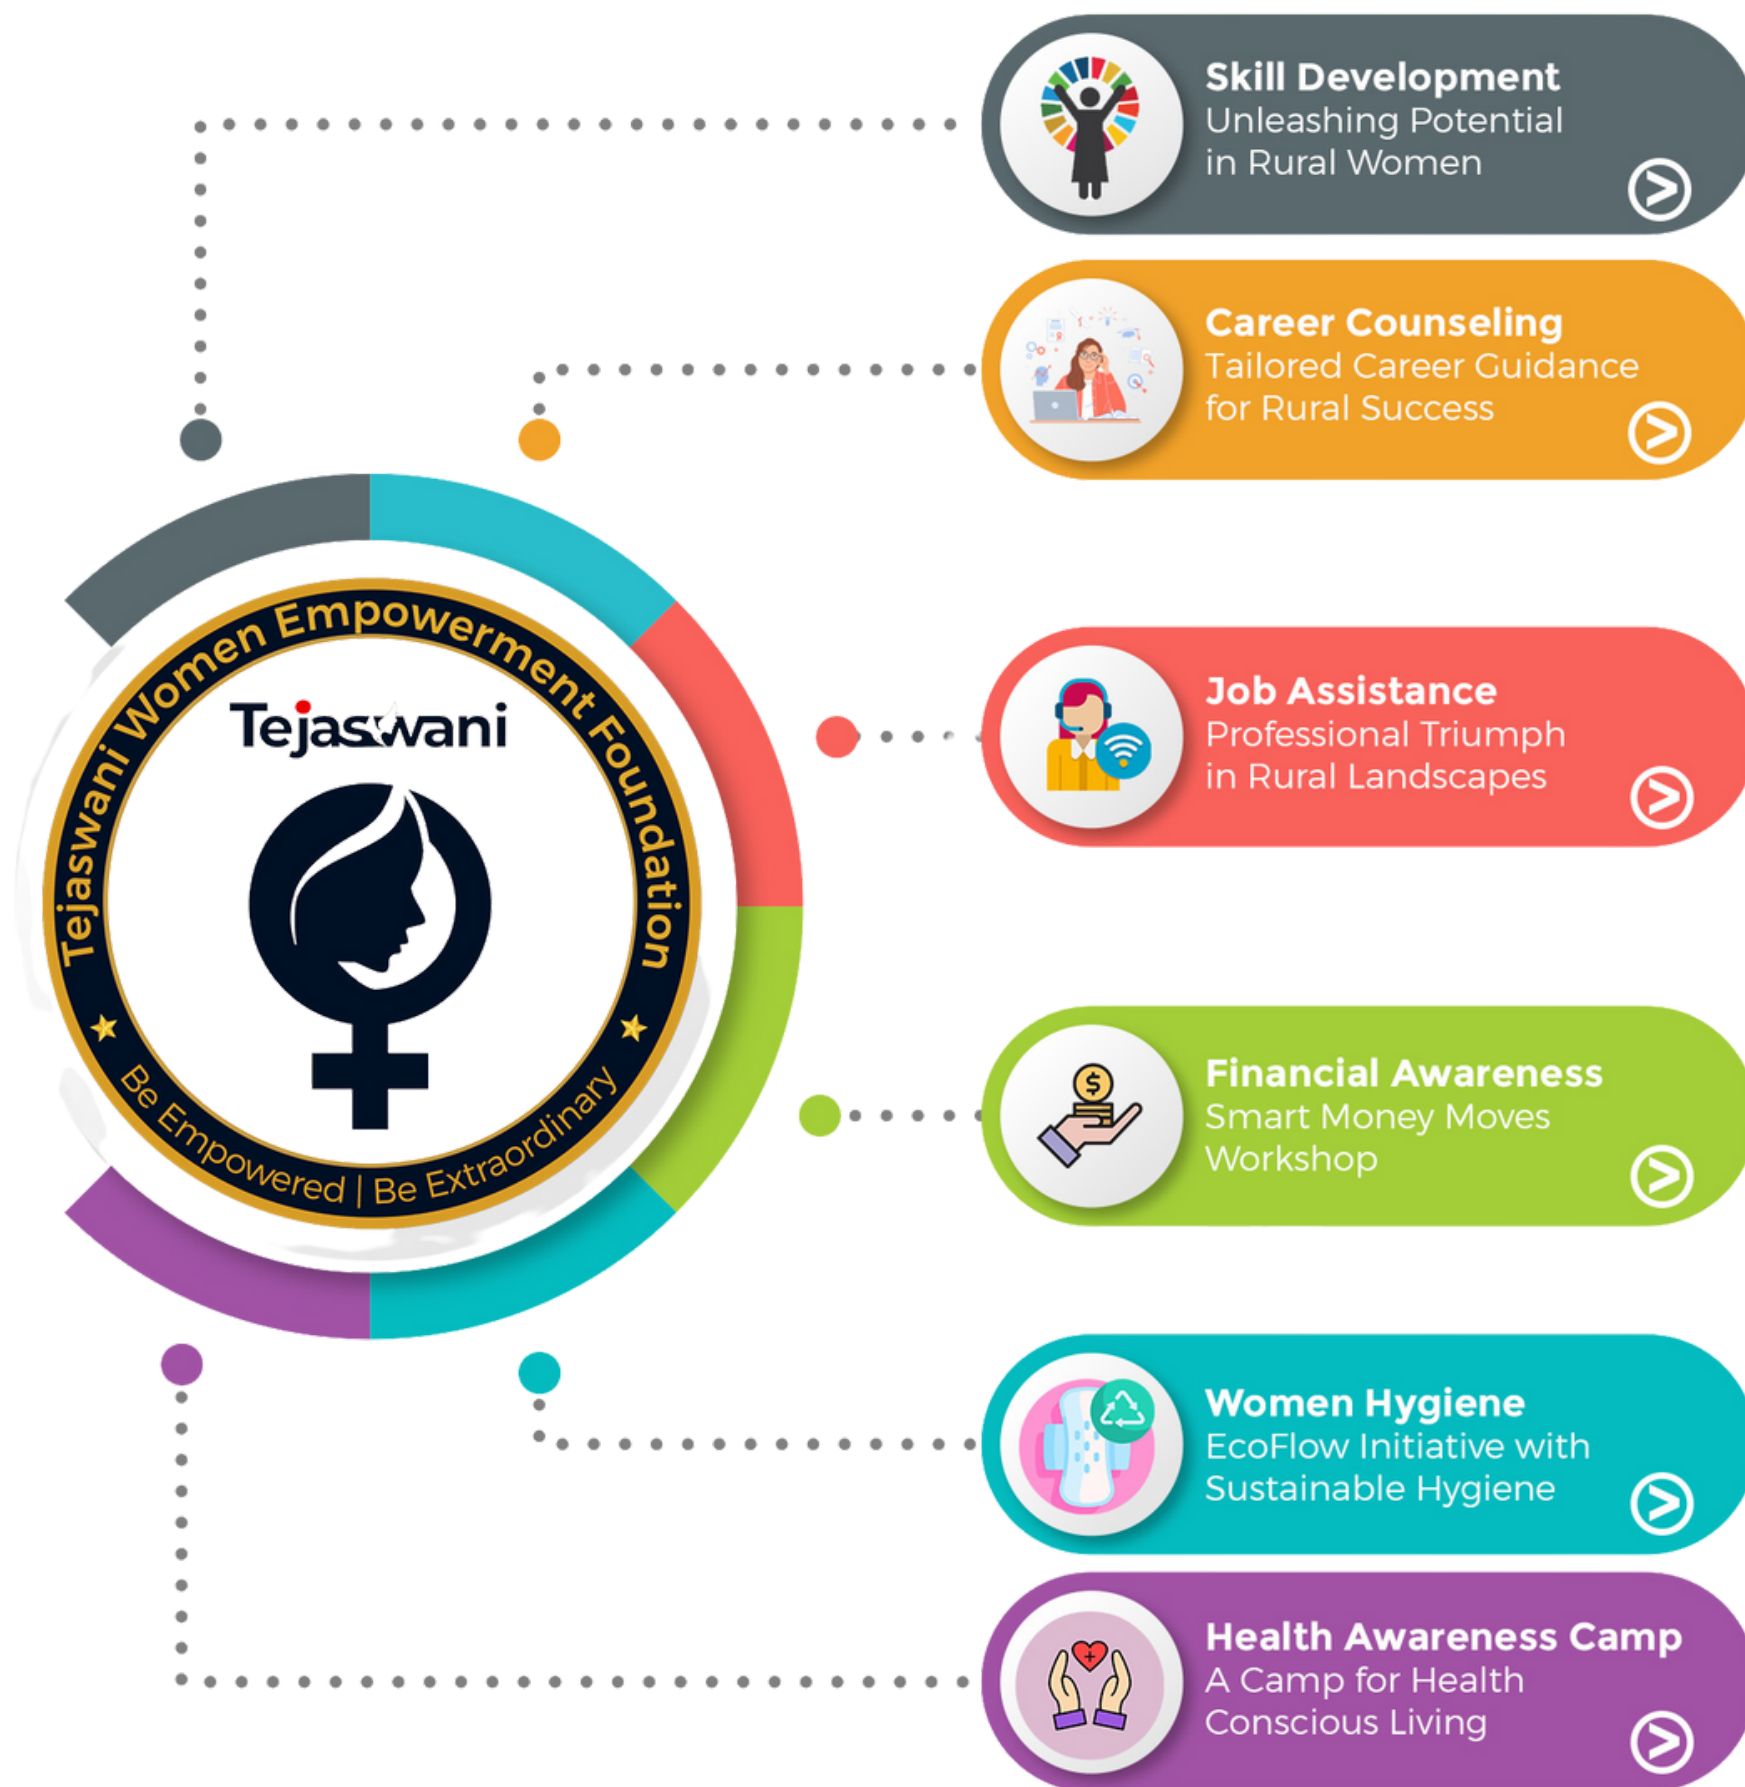 Skill Development
Unleashing Potential
in Rural Women
Career Counseling
Tailored Career Guidance
for Rural Success
Tejaswani Women Empowerment Foundation
Tejaswani
Be Empowered | Be Extraordinary
Job Assistance
Professional Triumph
in Rural Landscapes
Financial Awareness
Smart Money Moves
Workshop
Women Hygiene
EcoFlow Initiative with
Sustainable Hygiene
Health Awareness Camp
A Camp for Health
Conscious Living